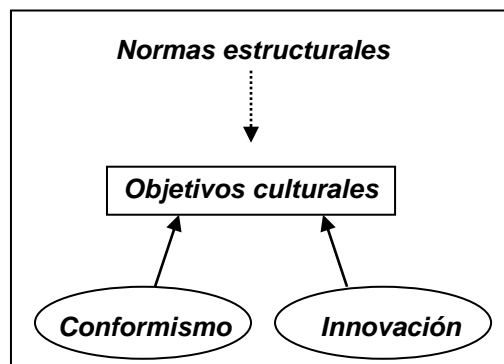 Normas estructurales
Objetivos culturales
Conformismo
Innovación